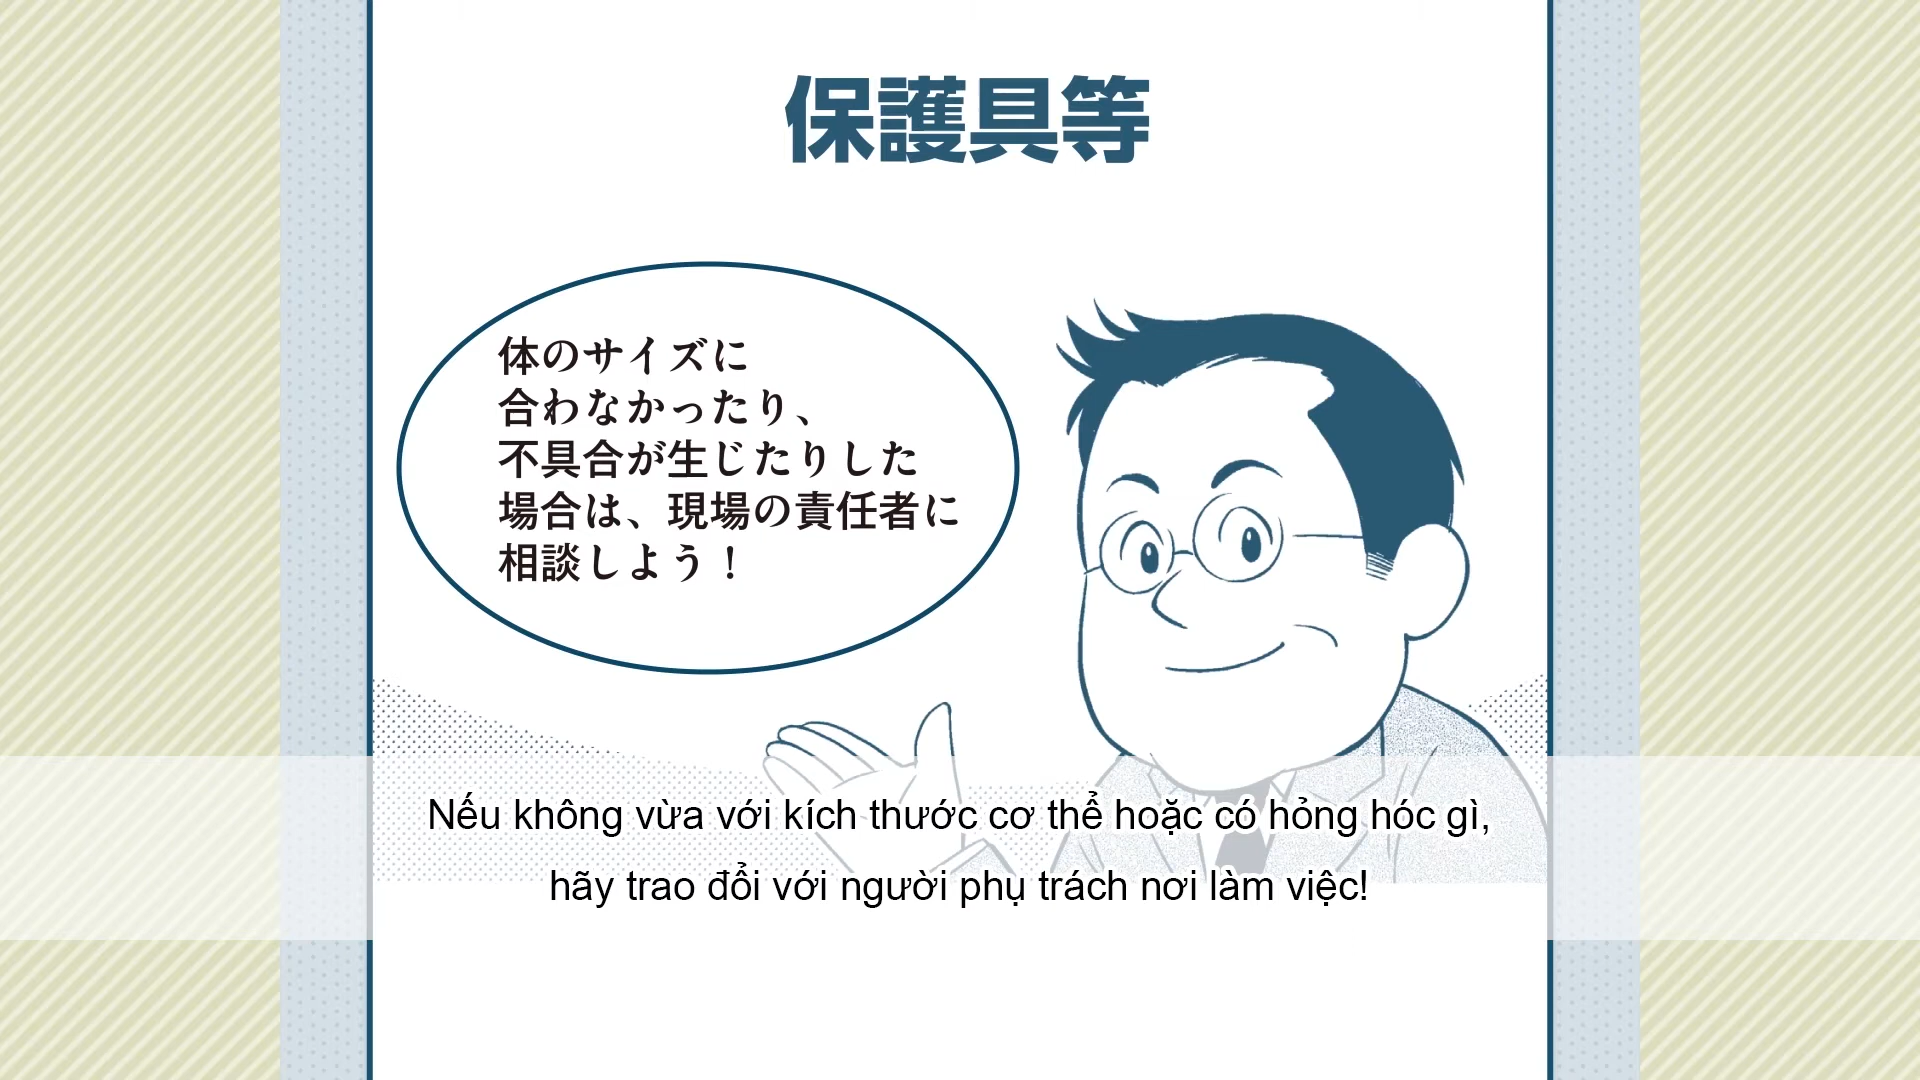 保護具等
体のサイズに
合わなかったり、
不具合が生じたりした
場合は、現場の責任者に
相談しよう！
Nếu không vừa với kích thước cơ thể hoặc có hỏng hóc gì,
hãy trao đổi với người phụ trách nơi làm việc!